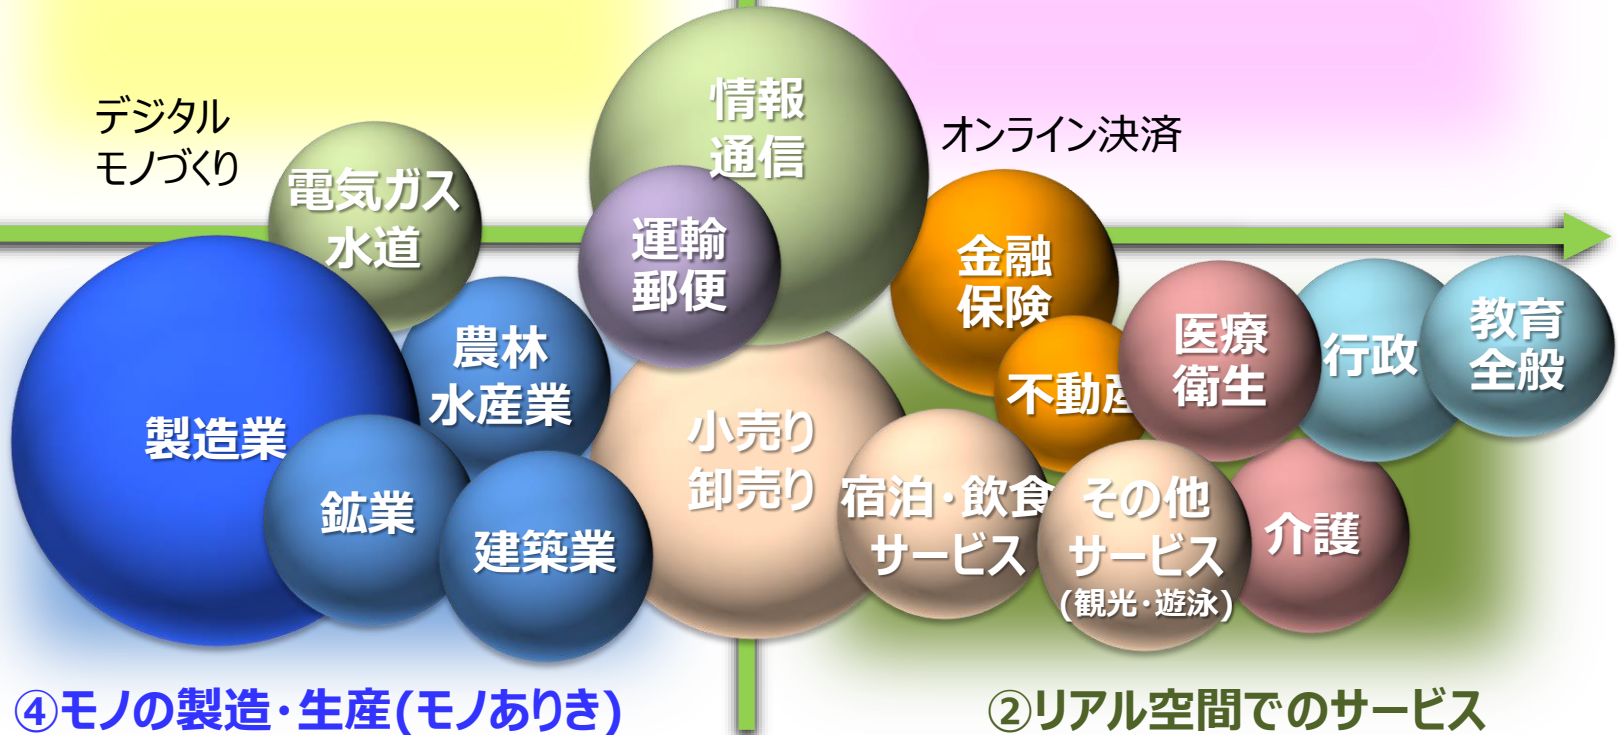 デジタル
モノづくり
電気ガス
水道
情報
通信
オンライン決済
運輸
郵便
金融
保険
製造業
農林
水産業
小売り
卸売り
不動産
医療
衛生
行政
教育
全般
鉱業
建築業
宿泊・飲食
サービス
その他
サービス
(観光・遊泳)
介護
④モノの製造・生産(モノありき)
②リアル空間でのサービス